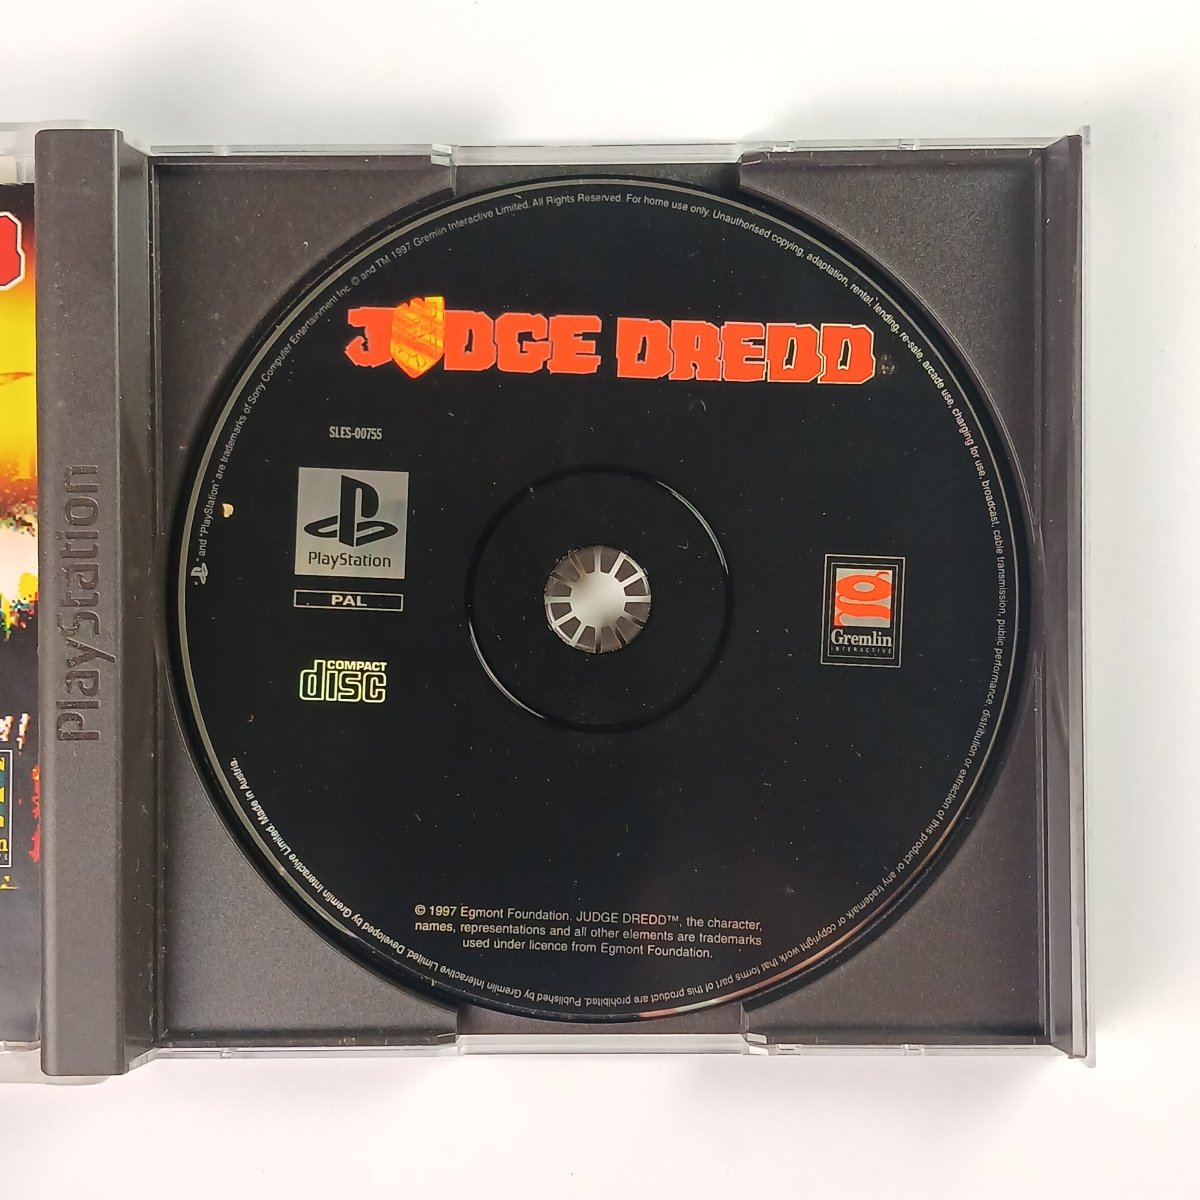 JUDGE DREDD
SLES-00755
PlayStation
PAL
COMPACT
disc
Gremlin
INTERACTIVE
PlayStation
© 1997 Egmont Foundation. JUDGE DREDD™, the character,
names, representations and all other elements are trademarks
used under licence from Egmont Foundation.
and "PlayStation" are trademarks of Sony Computer Entertainment Inc. © and TM 1997 Gremlin Interactive Limited. All Rights Reserved. For home use only. Unauthorised copying, adaptation, rental, lending, re-sale, arcade use, charging for use, broadcast, cable transmission, public performance, distribution or extraction of this product or any trademark or copyright work that forms part of this product are prohibited. Published by Gremlin Interactive Limited. Developed by Gremlin Interactive Limited. Made in Austria.